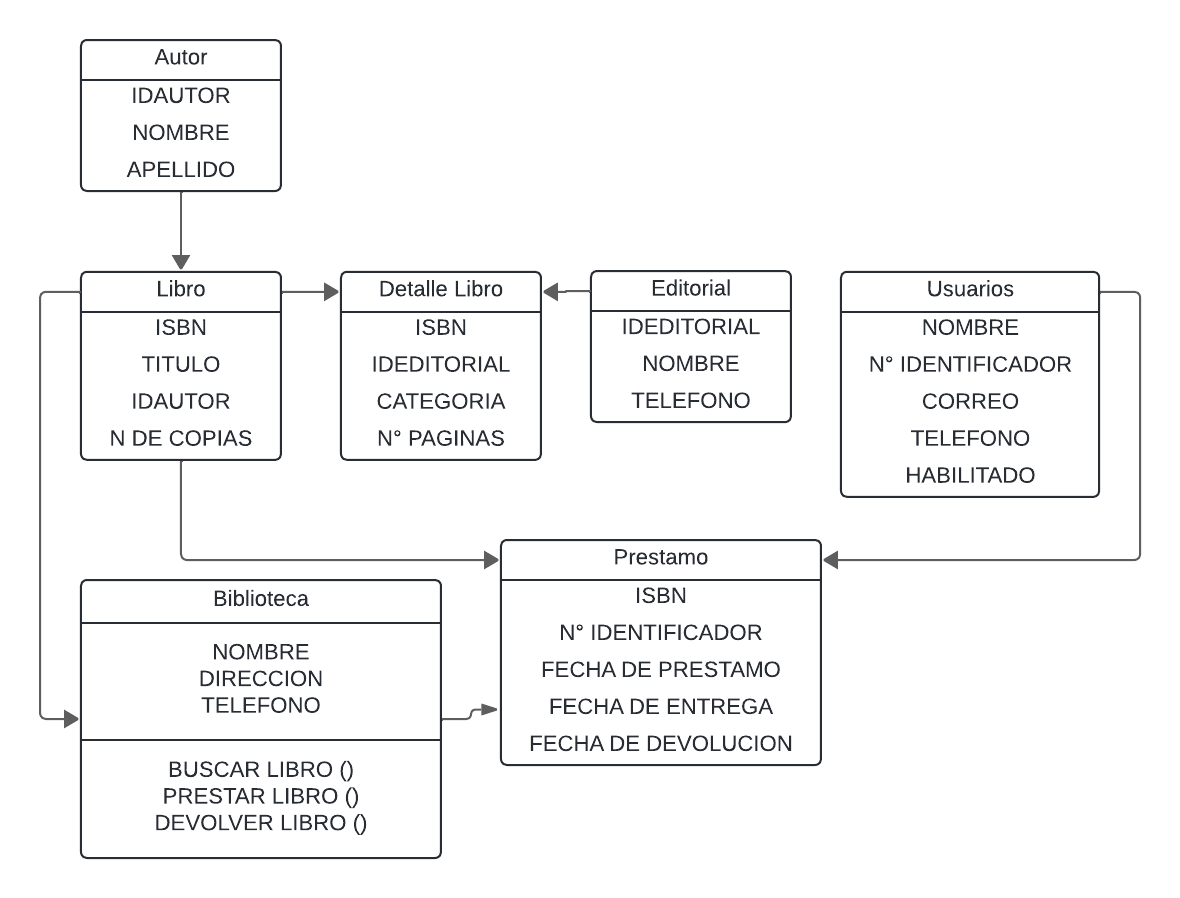 Autor
IDAUTOR
NOMBRE
APELLIDO
Libro
ISBN
TITULO
IDAUTOR
N DE COPIAS
Detalle Libro
ISBN
IDEDITORIAL
CATEGORIA
N° PAGINAS
Editorial
IDEDITORIAL
NOMBRE
TELEFONO
Usuarios
NOMBRE
N° IDENTIFICADOR
CORREO
TELEFONO
HABILITADO
Biblioteca
NOMBRE
DIRECCION
TELEFONO
BUSCAR LIBRO ()
PRESTAR LIBRO ()
DEVOLVER LIBRO ()
Prestamo
ISBN
N° IDENTIFICADOR
FECHA DE PRESTAMO
FECHA DE ENTREGA
FECHA DE DEVOLUCION